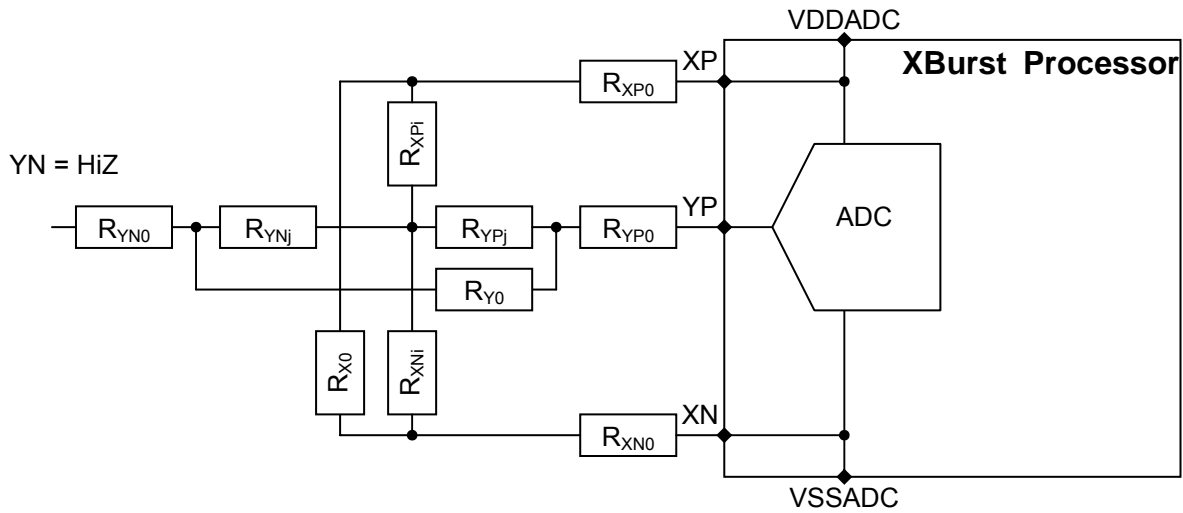 VDDADC
XBurst Processor
XP
R_XP0
R_XPi
YN = HiZ
R_YN0
R_YNj
R_YPj
R_YP0
YP
ADC
R_Y0
R_X0
R_XNi
R_XN0
XN
VSSADC